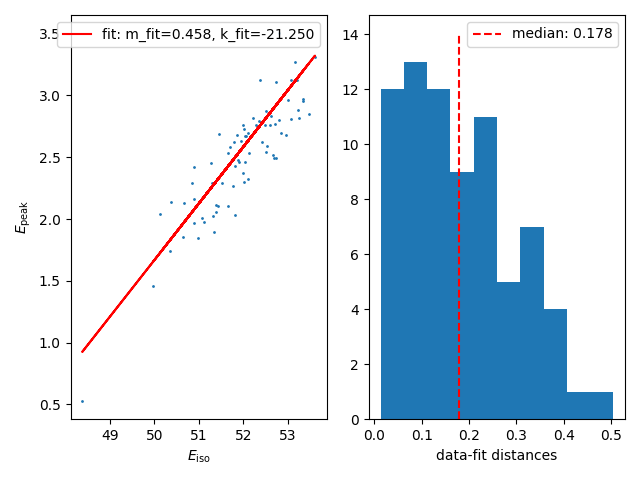 fit: m_fit=0.458, k_fit=-21.250
3.5
3.0
2.5
2.0
1.5
1.0
0.5
E_peak
49 50 51 52 53
E_iso
median: 0.178
14
12
10
8
6
4
2
0
0.0 0.1 0.2 0.3 0.4 0.5
data-fit distances